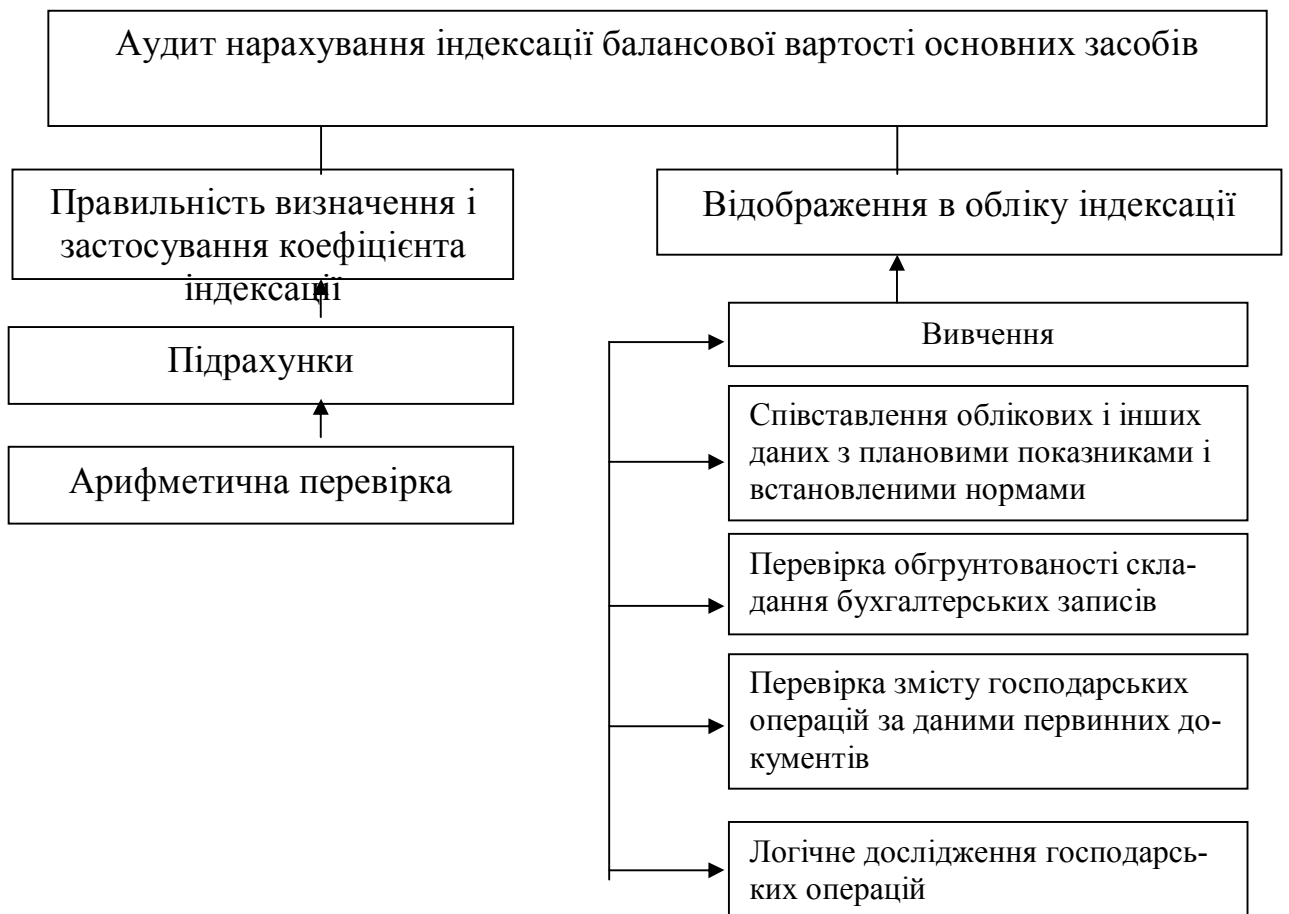 Аудит нарахування індексації балансової вартості основних засобів
Правильність визначення і
застосування коефіцієнта
індексації
Підрахунки
Арифметична перевірка
Відображення в обліку індексації
Вивчення
Співставлення облікових і інших
даних з плановими показниками і
встановленими нормами
Перевірка обгрунтованості скла-
дання бухгалтерських записів
Перевірка змісту господарських
операцій за даними первинних до-
кументів
Логічне дослідження господарсь-
ких операцій